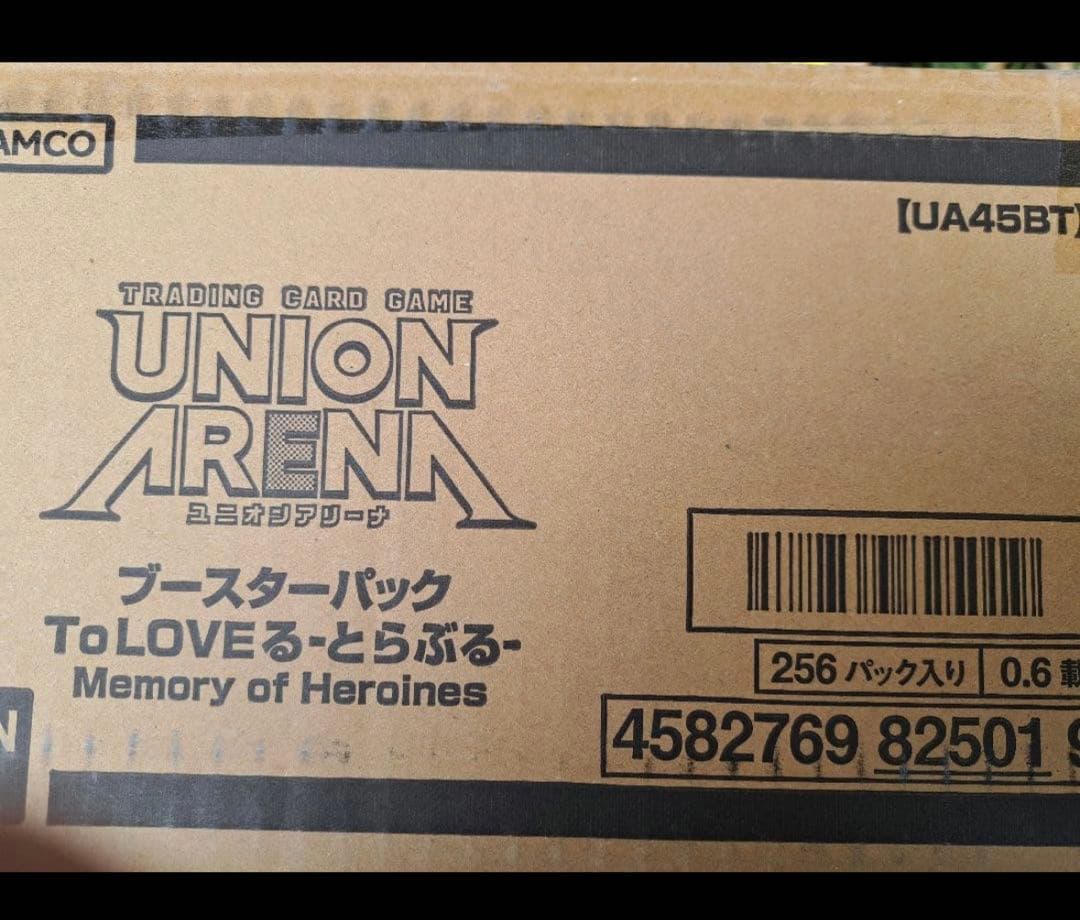 AMCO
【UA45BT】
TRADING CARD GAME
UNION
ARENA
ユニオンアリーナ
ブースターパック
To LOVEる-とらぶる-
Memory of Heroines
256 パック入り
0.6
4582769 82501
N